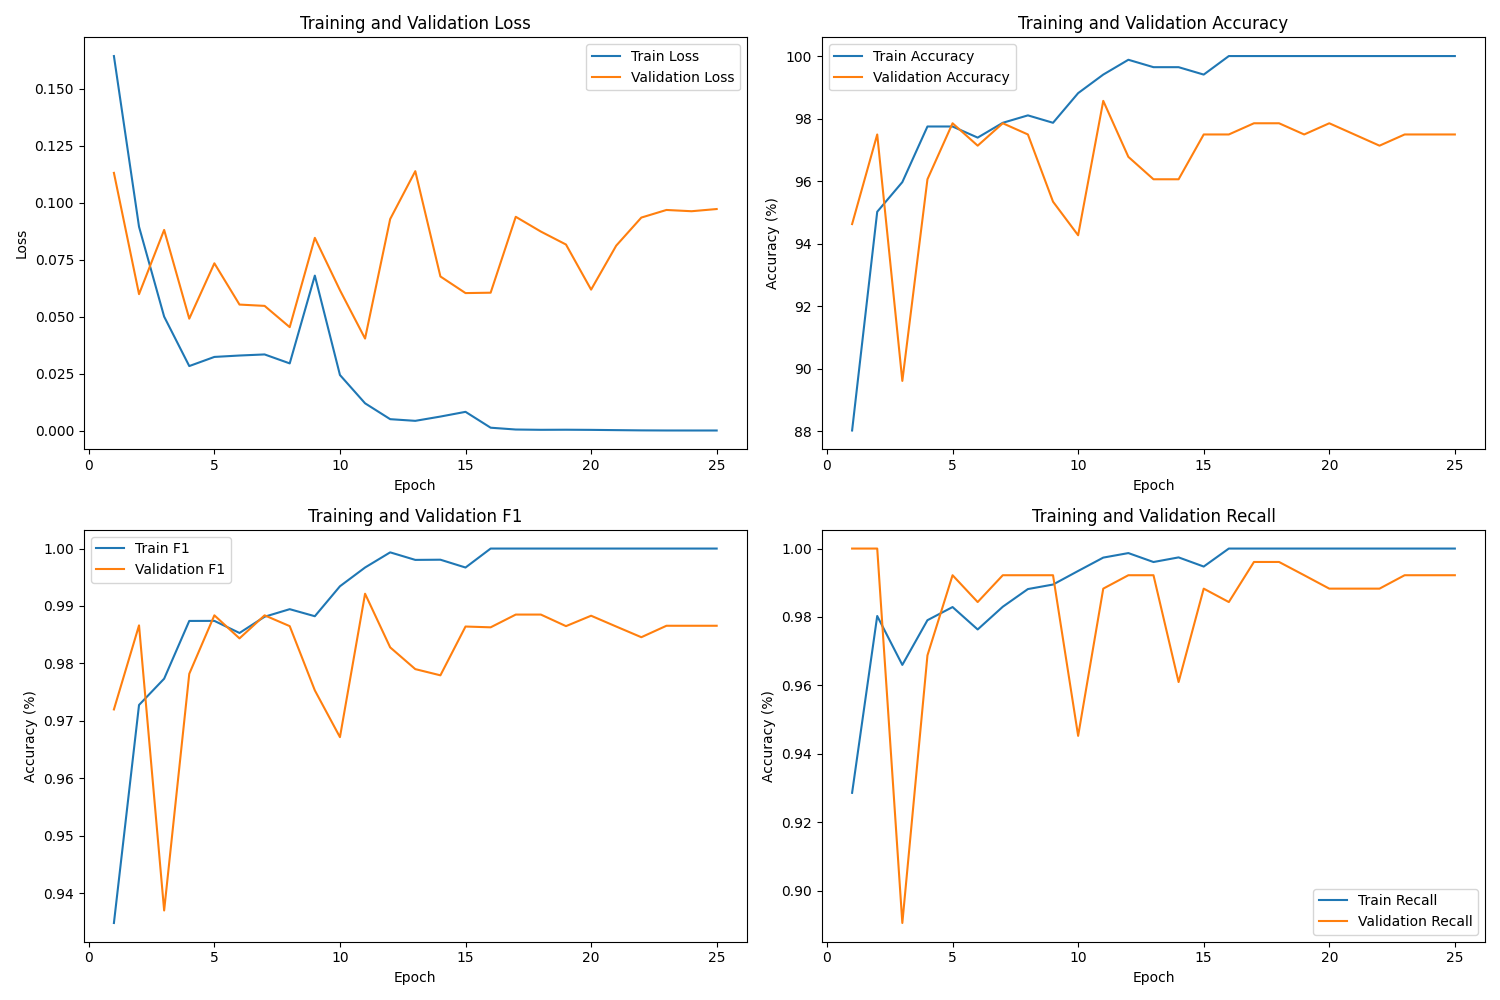 Training and Validation Loss
Train Loss
Validation Loss
0.150
0.125
0.100
0.075
0.050
0.025
0.000
Loss
0 5 10 15 20 25
Epoch
Training and Validation Accuracy
Train Accuracy
Validation Accuracy
100
98
96
94
92
90
88
Accuracy (%)
0 5 10 15 20 25
Epoch
Training and Validation F1
Train F1
Validation F1
1.00
0.99
0.98
0.97
0.96
0.95
0.94
Accuracy (%)
0 5 10 15 20 25
Epoch
Training and Validation Recall
1.00
0.98
0.96
0.94
0.92
0.90
Accuracy (%)
Train Recall
Validation Recall
0 5 10 15 20 25
Epoch